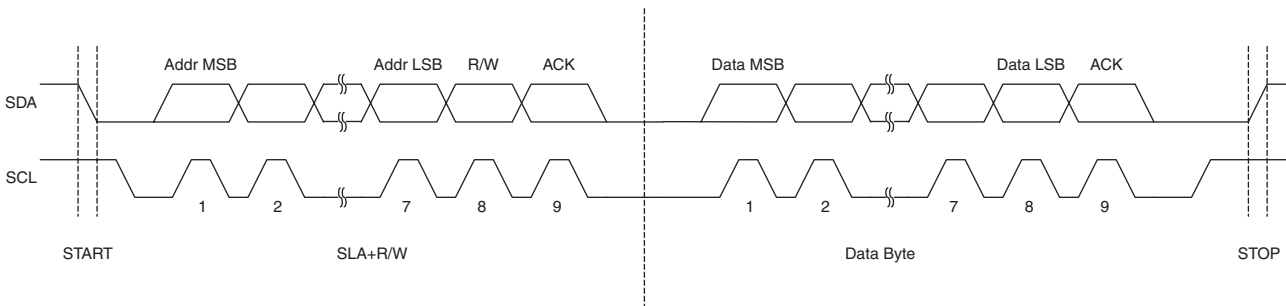 Addr MSB Addr LSB R/W ACK Data MSB Data LSB ACK
SDA
SCL
1 2 7 8 9 1 2 7 8 9
START SLA+R/W Data Byte STOP